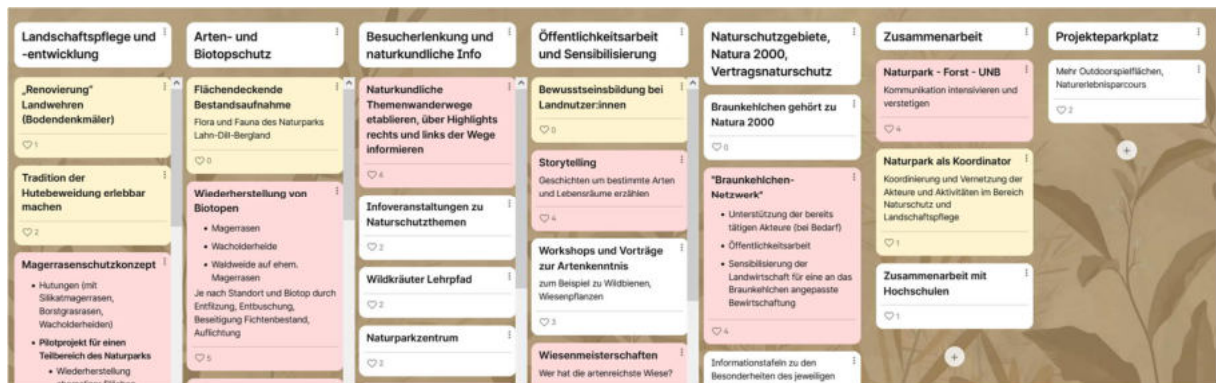 Landschaftspflege und
-entwicklung
„Renovierung"
Landwehren
(Bodendenkmäler)
1
Tradition der
Hutebeweidung erlebbar
machen
2
Magerrasenschutzkonzept
• Hutungen (mit
Silikatmagerrasen,
Borstgrasrasen,
Wacholderheiden)
• Pilotprojekt für einen
Teilbereich des Naturparks
• Wiederherstellung
Arten- und
Biotopschutz
Flächendeckende
Bestandsaufnahme
Flora und Fauna des Naturparks
Lahn-Dill-Bergland
0
Wiederherstellung von
Biotopen
• Magerrasen
• Wacholderheide
• Waldweide auf ehem.
Magerrasen
Je nach Standort und Biotop durch
Entfilzung, Entbuschung,
Beseitigung Fichtenbestand,
Auflichtung
5
Besucherlenkung und
naturkundliche Info
Naturkundliche
Themenwanderwege
etablieren, über Highlights
rechts und links der Wege
informieren
4
Infoveranstaltungen zu
Naturschutzthemen
2
Wildkräuter Lehrpfad
2
Naturparkzentrum
2
Öffentlichkeitsarbeit
und Sensibilisierung
Bewusstseinsbildung bei
Landnutzer:innen
0
Storytelling
Geschichten um bestimmte Arten
und Lebensräume erzählen
4
Workshops und Vorträge
zur Artenkenntnis
zum Beispiel zu Wildbienen,
Wiesenpflanzen
3
Wiesenmeisterschaften
Wer hat die artenreichste Wiese?
Naturschutzgebiete,
Natura 2000,
Vertragsnaturschutz
Braunkehlchen gehört zu
Natura 2000
0
"Braunkehlchen-
Netzwerk"
• Unterstützung der bereits
tätigen Akteure (bei Bedarf)
• Öffentlichkeitsarbeit
• Sensibilisierung der
Landwirtschaft für eine an das
Braunkehlchen angepasste
Bewirtschaftung
4
Informationstafeln zu den
Besonderheiten des jeweiligen
Zusammenarbeit
Naturpark - Forst - UNB
Kommunikation intensivieren und
verstetigen
4
Naturpark als Koordinator
Koordinierung und Vernetzung der
Akteure und Aktivitäten im Bereich
Naturschutz und
Landschaftspflege
1
Zusammenarbeit mit
Hochschulen
1
Projekteparkplatz
Mehr Outdoorspielflächen,
Naturerlebnisparcours
2